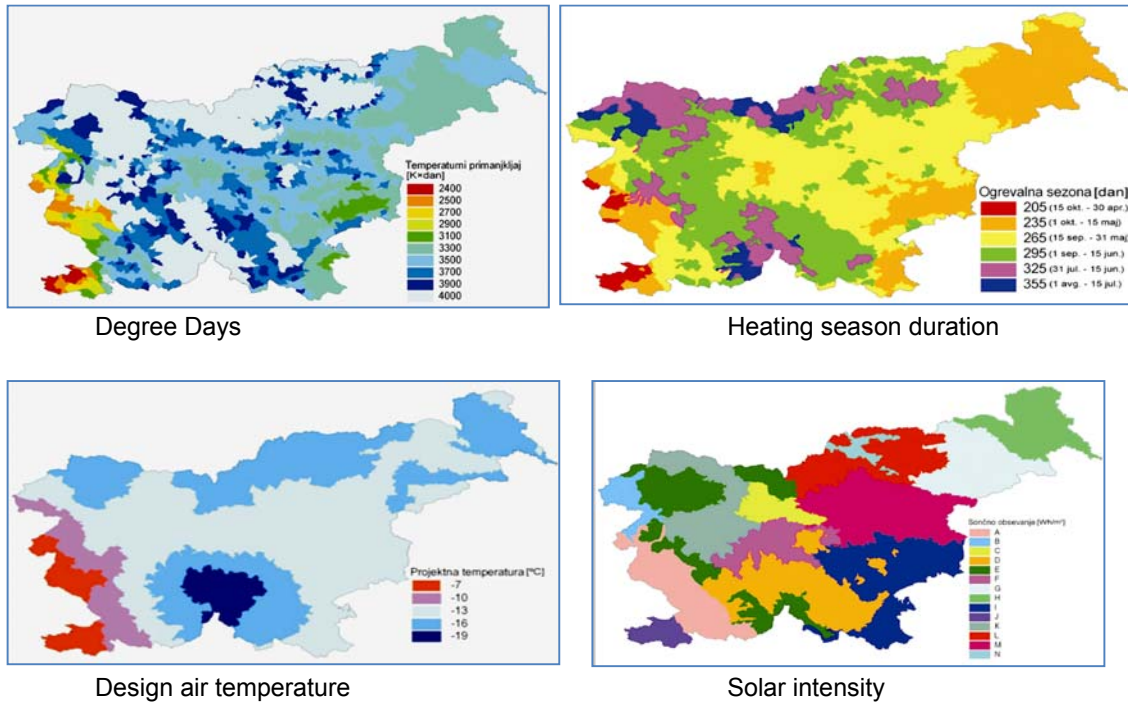 Temperaturni primanjkljaj
[K×dan]
2400
2500
2700
2900
3100
3300
3500
3700
3900
4000
Degree Days
Ogrevalna sezona [dan]
205 (15 okt. - 30 apr.)
235 (1 okt. - 15 maj)
265 (15 sep. - 31 maj)
295 (1 sep. - 15 jun.)
325 (31 jul. - 15 jun.)
355 (1 avg. - 15 jul.)
Heating season duration
Projektna temperatura [°C]
-7
-10
-13
-16
-19
Design air temperature
Sončno obsevanje [Wh/m²]
A
B
C
D
E
F
G
H
I
J
K
L
M
N
Solar intensity